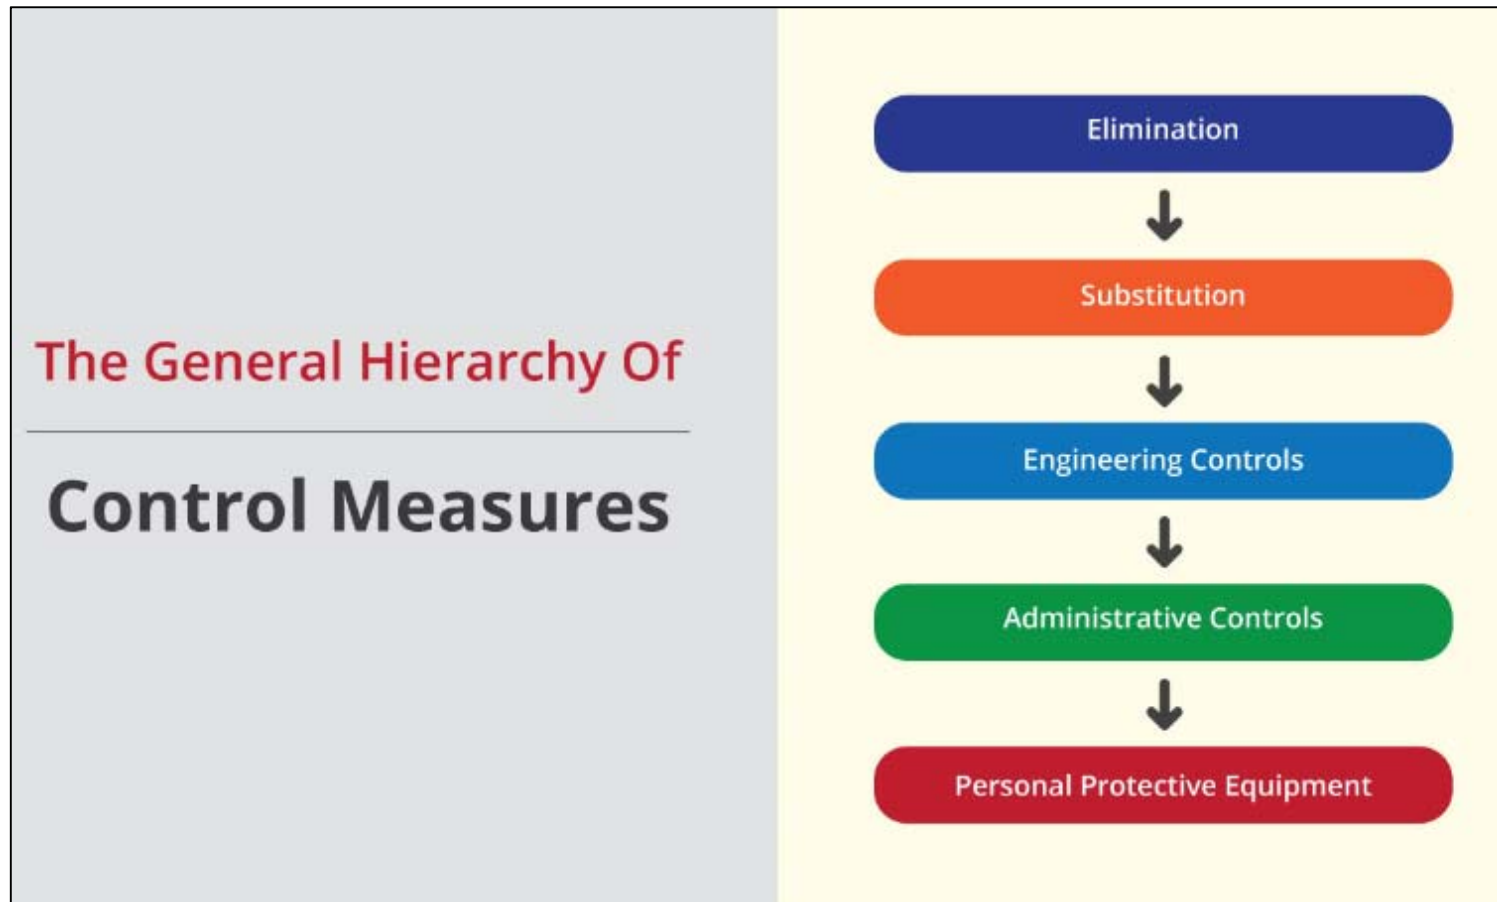 The General Hierarchy Of
Control Measures
Elimination
Substitution
Engineering Controls
Administrative Controls
Personal Protective Equipment